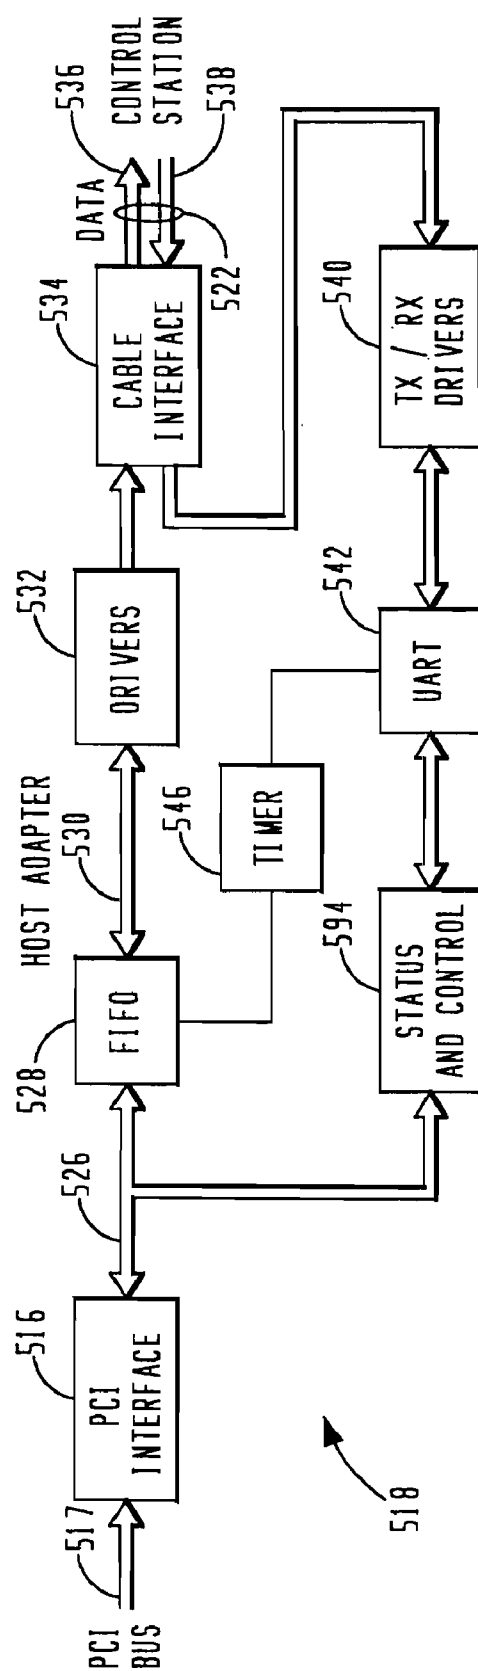 PCI
BUS
517
516
PCI
INTERFACE
526
528
FIFO
HOST ADAPTER
530
532
DRIVERS
534
CABLE
INTERFACE
DATA
536
CONTROL
STATION
538
522
546
TIMER
594
STATUS
AND CONTROL
542
UART
540
TX / RX
DRIVERS
518